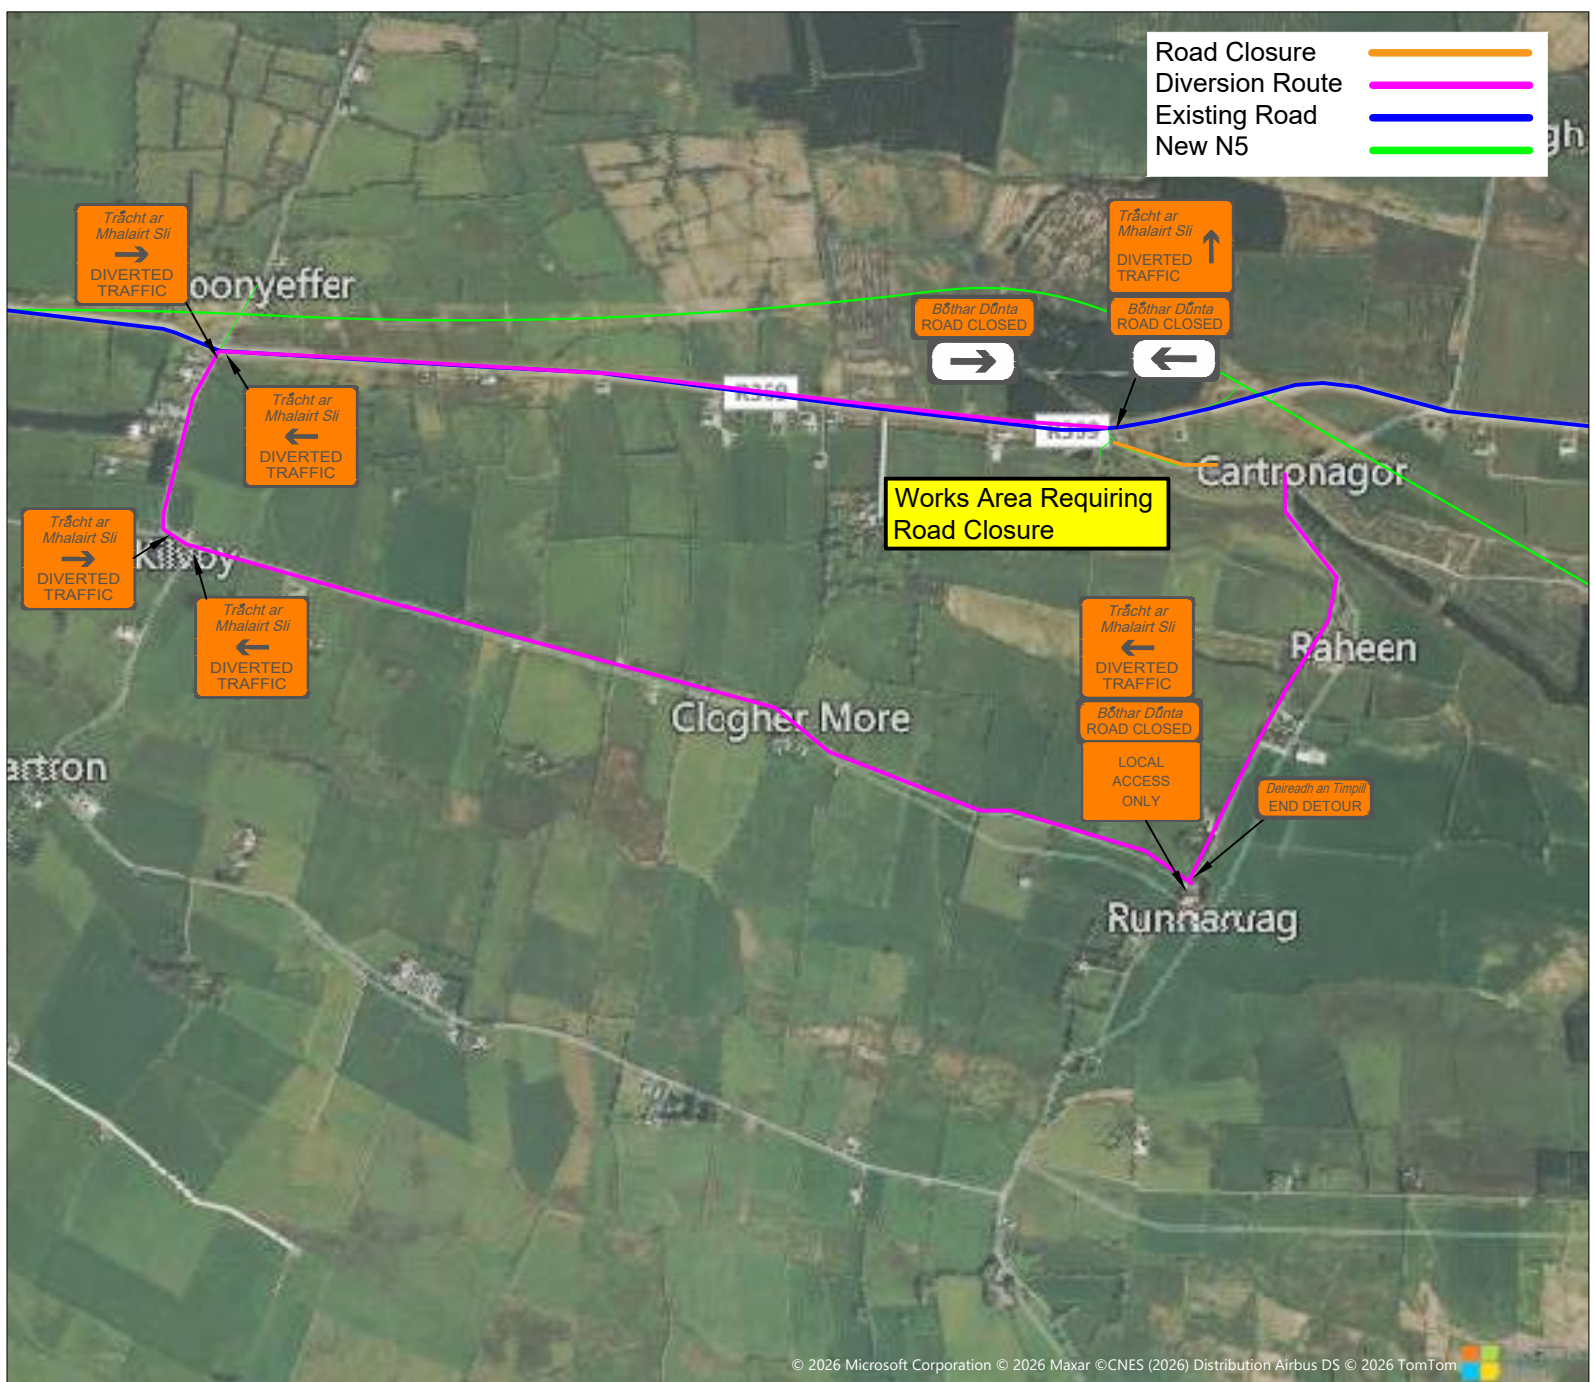 Road Closure
Diversion Route
Existing Road
New N5
gh
Trácht ar
Mhalairt Slí
DIVERTED
TRAFFIC
oonyeffer
Trácht ar
Mhalairt Slí
DIVERTED
TRAFFIC
Bóthar Dúnta
ROAD CLOSED
Bóthar Dúnta
ROAD CLOSED
Trácht ar
Mhalairt Slí
DIVERTED
TRAFFIC
Cartronagor
Works Area Requiring
Road Closure
Trácht ar
Mhalairt Slí
DIVERTED
TRAFFIC
Trácht ar
Mhalairt Slí
DIVERTED
TRAFFIC
Raheen
Trácht ar
Mhalairt Slí
DIVERTED
TRAFFIC
Clogher More
Bóthar Dúnta
ROAD CLOSED
LOCAL
ACCESS
ONLY
artron
Deireadh an Timpill
END DETOUR
Runnaruag
© 2026 Microsoft Corporation © 2026 Maxar ©CNES (2026) Distribution Airbus DS © 2026 TomTom